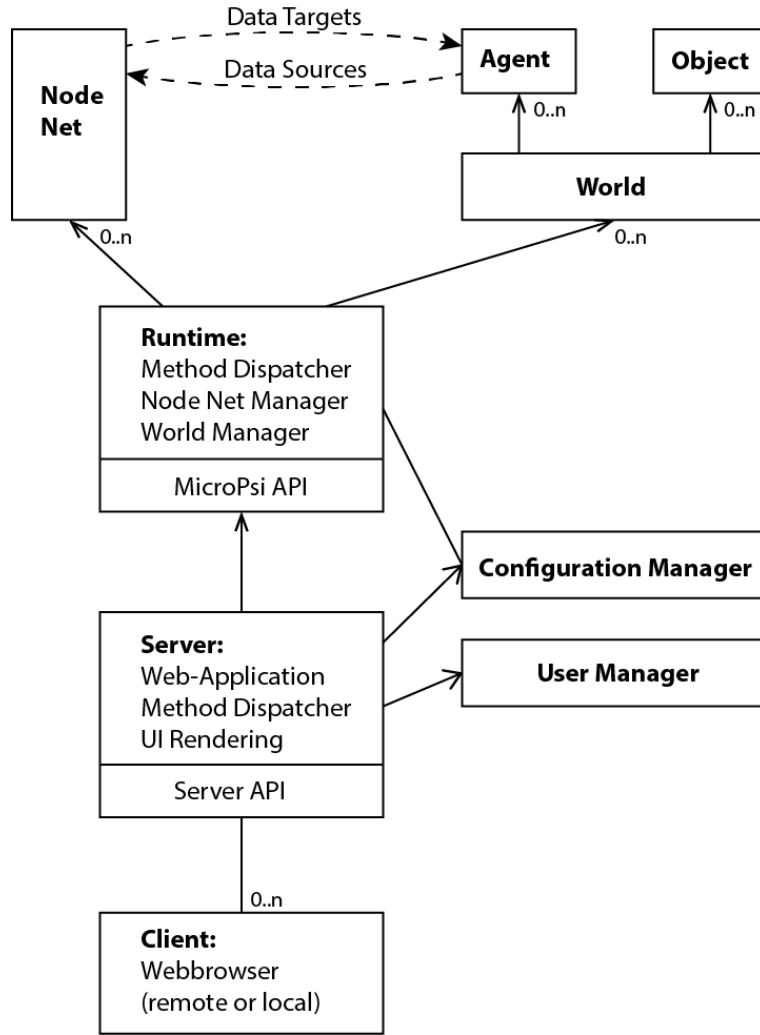 Data Targets
Data Sources
Node
Net
Agent
Object
0..n
0..n
World
0..n
0..n
Runtime:
Method Dispatcher
Node Net Manager
World Manager
MicroPsi API
Configuration Manager
Server:
Web-Application
Method Dispatcher
UI Rendering
Server API
User Manager
0..n
Client:
Webbrowser
(remote or local)